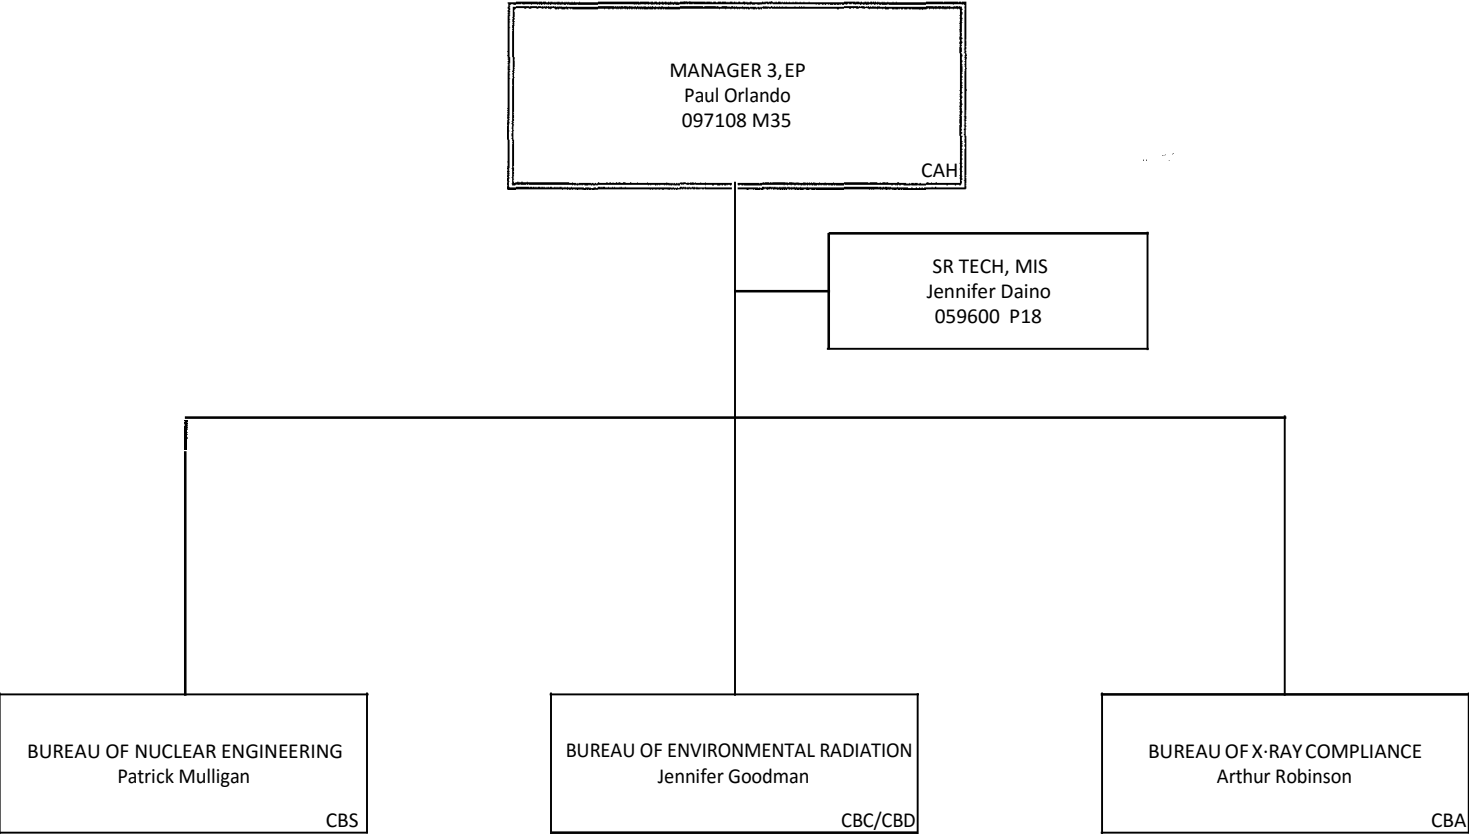 MANAGER 3, EP
Paul Orlando
097108 M35
CAH
SR TECH, MIS
Jennifer Daino
059600 P18
BUREAU OF NUCLEAR ENGINEERING
Patrick Mulligan
CBS
BUREAU OF ENVIRONMENTAL RADIATION
Jennifer Goodman
CBC/CBD
BUREAU OF X·RAY COMPLIANCE
Arthur Robinson
CBA